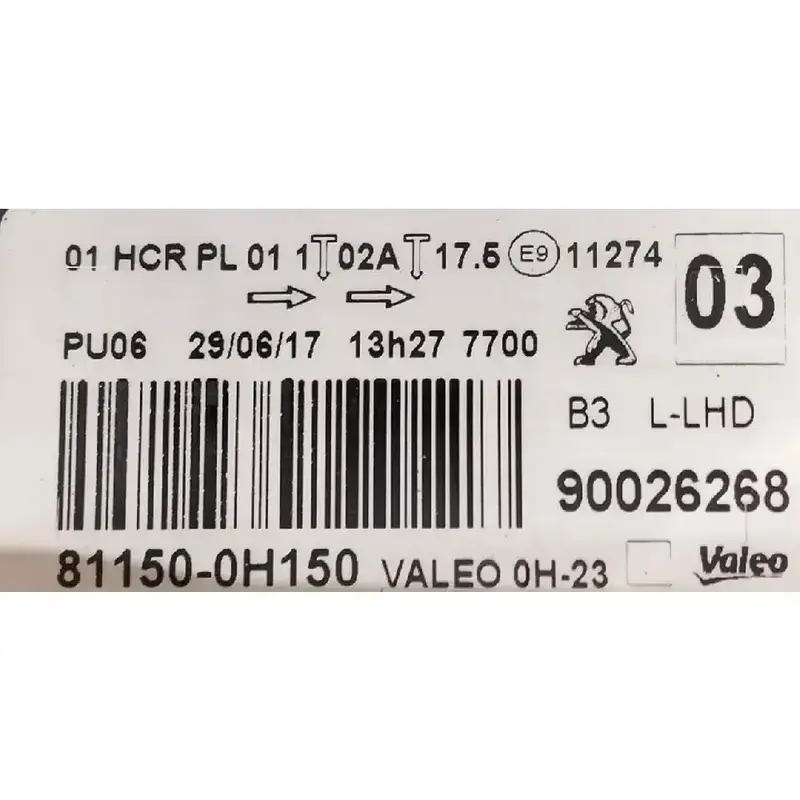 01 HCR PL 01 1 02A 17.5 E9 11274
03
PU06 29/06/17 13h27 7700
B3 L-LHD
90026268
81150-0H150 VALEO 0H-23 Valeo